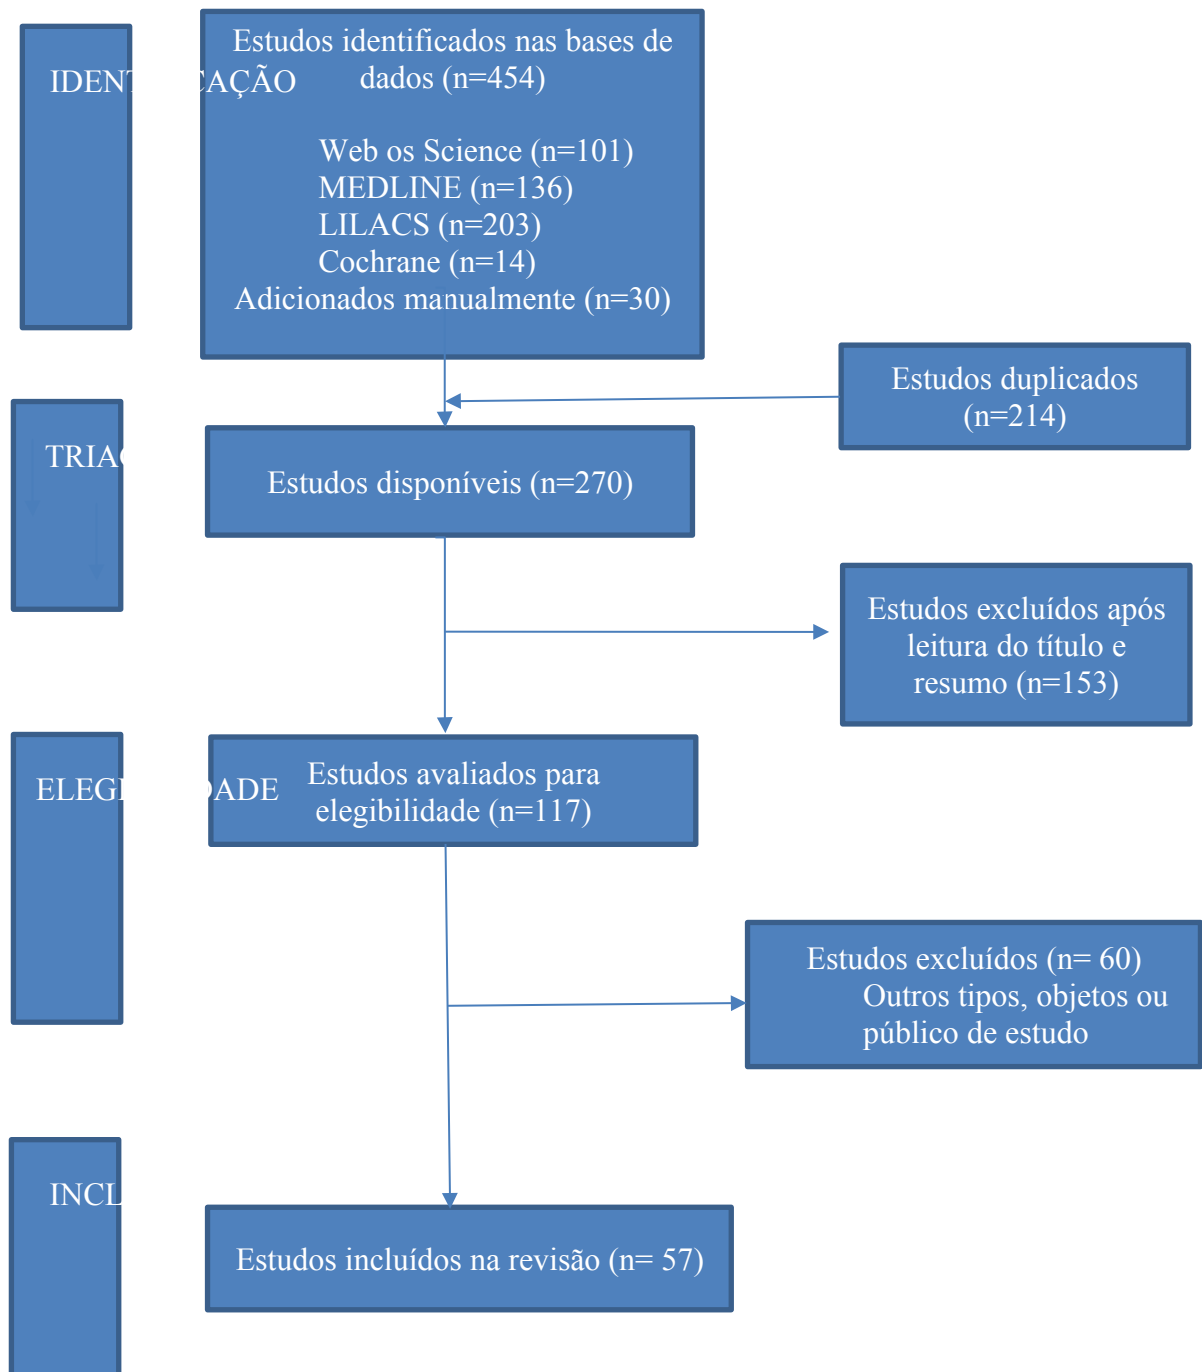 IDENT CAÇÃO
Estudos identificados nas bases de
dados (n=454)
Web os Science (n=101)
MEDLINE (n=136)
LILACS (n=203)
Cochrane (n=14)
Adicionados manualmente (n=30)
Estudos duplicados
(n=214)
TRIA
Estudos disponíveis (n=270)
Estudos excluídos após
leitura do título e
resumo (n=153)
ELEG DADE
Estudos avaliados para
elegibilidade (n=117)
Estudos excluídos (n= 60)
Outros tipos, objetos ou
público de estudo
INCL
Estudos incluídos na revisão (n= 57)